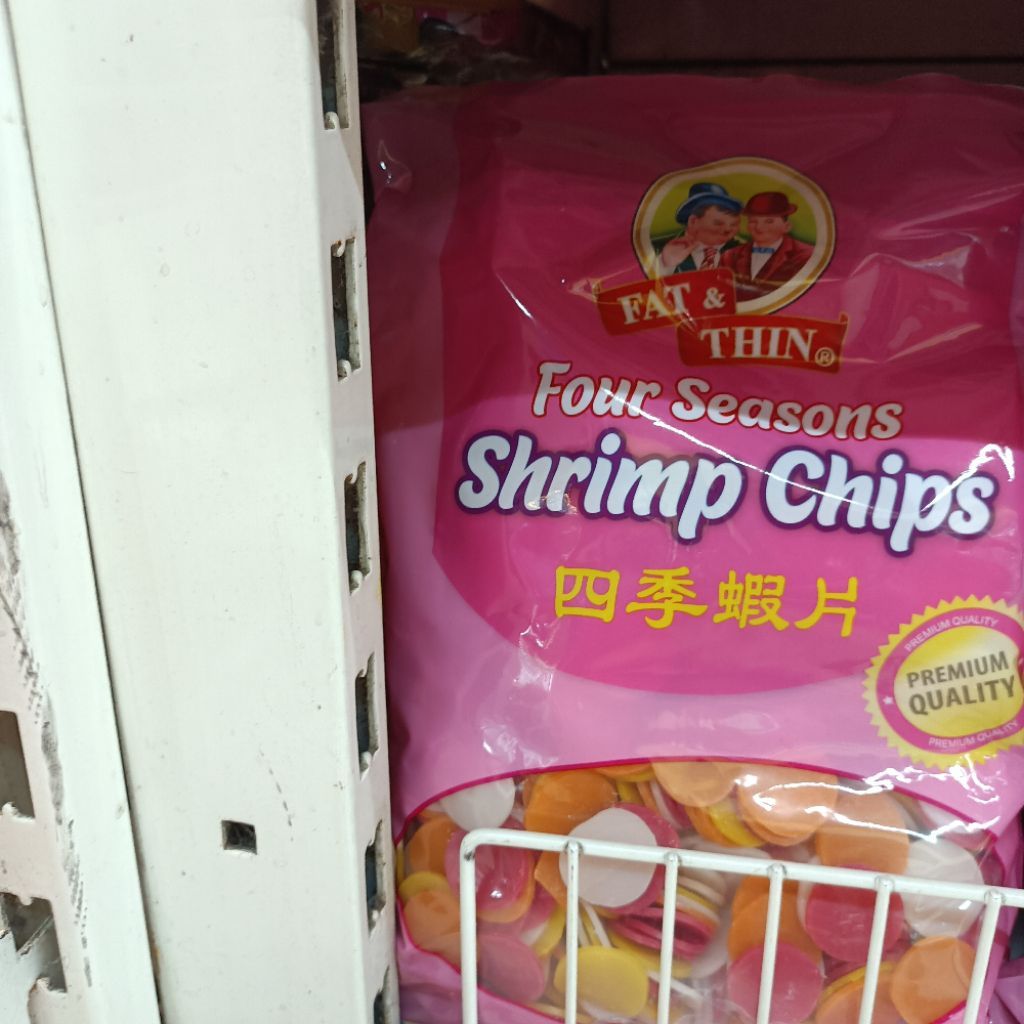 FAT &
THIN®
Four Seasons
Shrimp Chips
四季蝦片
PREMIUM QUALITY
PREMIUM
QUALITY
PREMIUM QUALITY